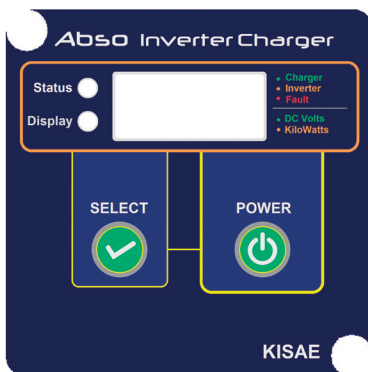 Abso Inverter Charger
Status
Display
• Charger
• Inverter
• Fault
• DC Volts
• KiloWatts
SELECT
POWER
KISAE